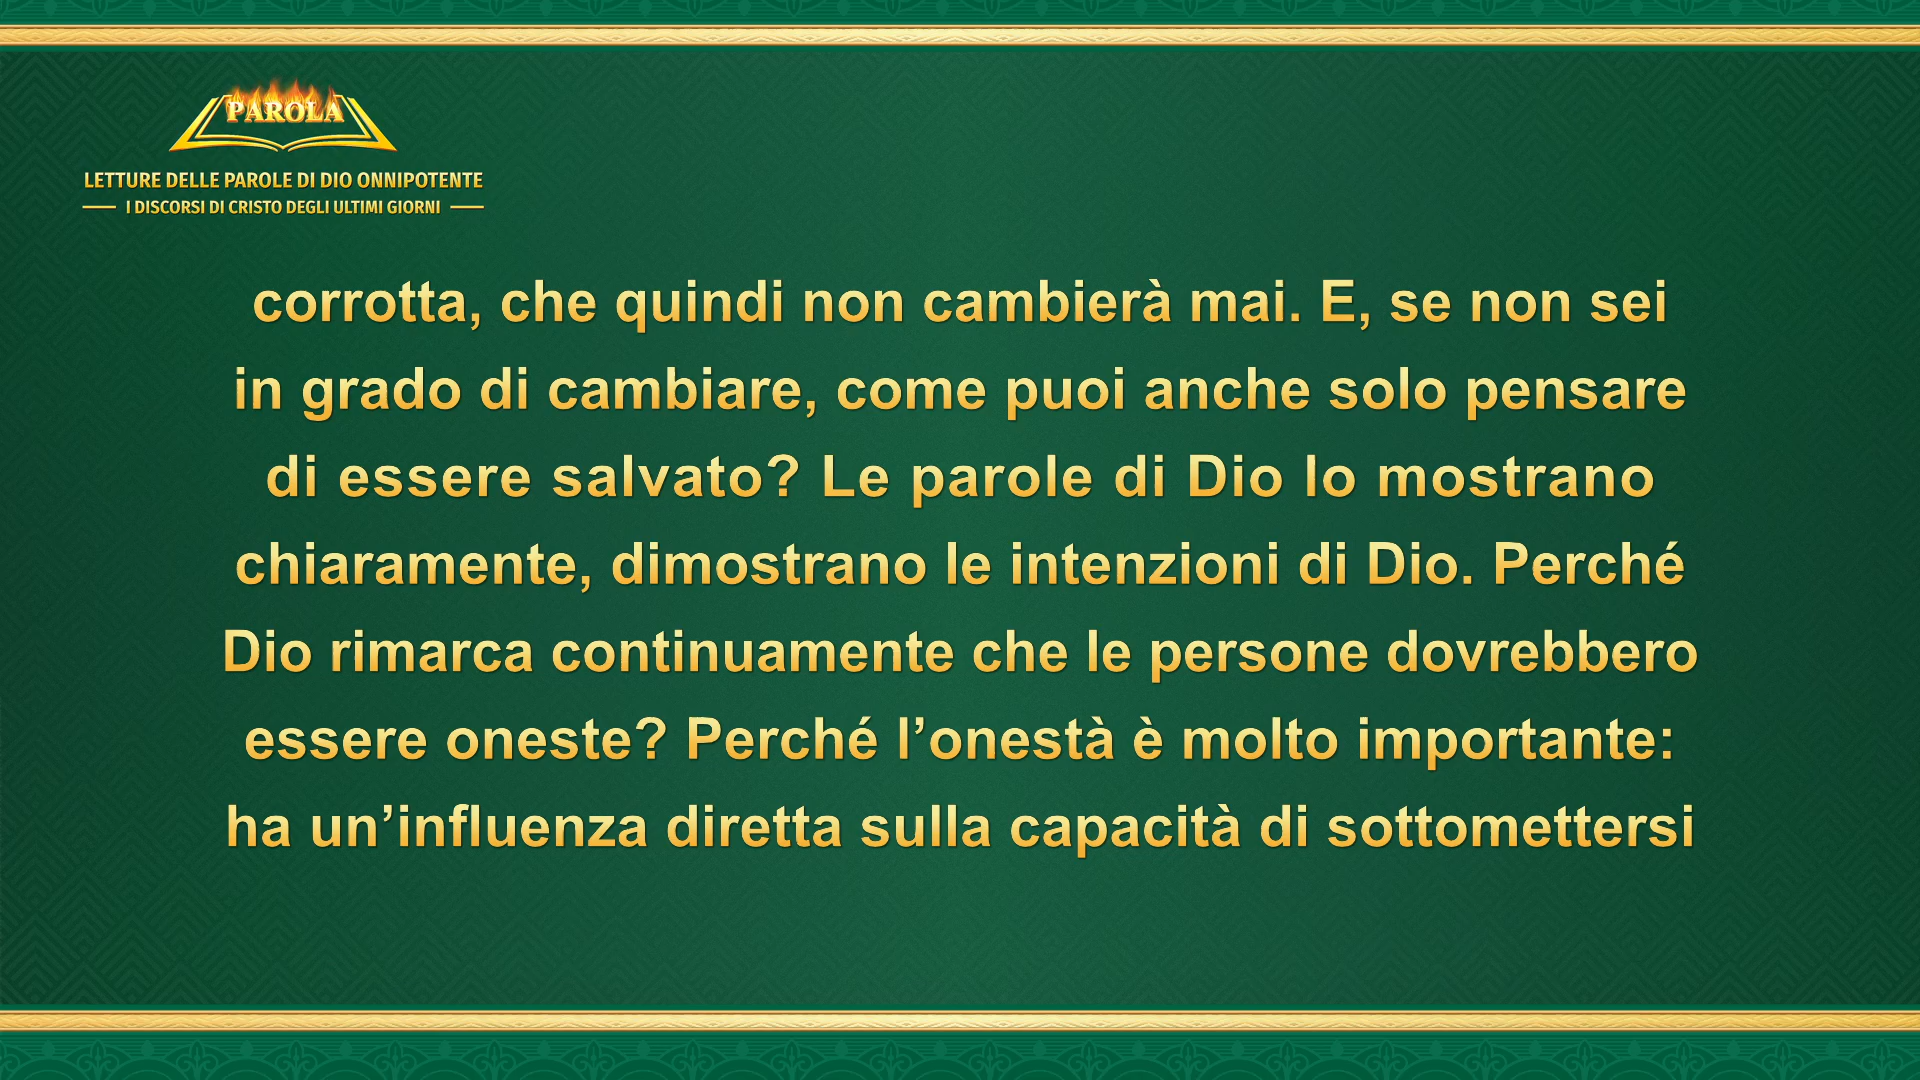 PAROLA
LETTURE DELLE PAROLE DI DIO ONNIPOTENTE
I DISCORSI DI CRISTO DEGLI ULTIMI GIORNI
corrotta, che quindi non cambierà mai. E, se non sei
in grado di cambiare, come puoi anche solo pensare
di essere salvato? Le parole di Dio lo mostrano
chiaramente, dimostrano le intenzioni di Dio. Perché
Dio rimarca continuamente che le persone dovrebbero
essere oneste? Perché l’onestà è molto importante:
ha un’influenza diretta sulla capacità di sottomettersi